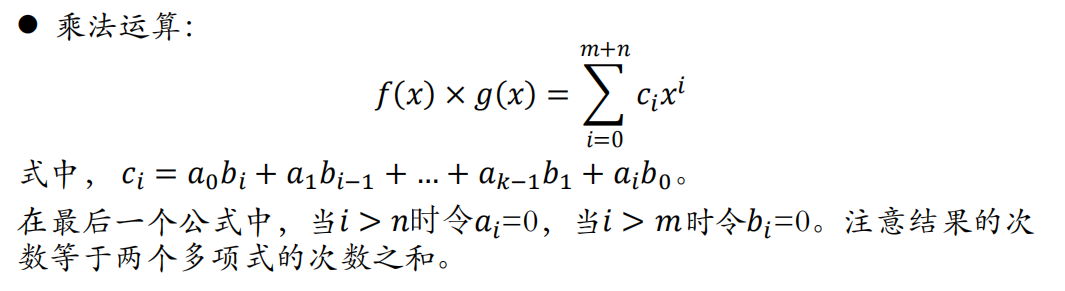 ● 乘法运算:
f(x) × g(x) = \sum_{i=0}^{m+n} c_i x^i
式中， c_i = a_0b_i + a_1b_{i−1} + … + a_{k−1}b_1 + a_ib_0。
在最后一个公式中，当i > n时令a_i=0，当i > m时令b_i=0。注意结果的次
数等于两个多项式的次数之和。